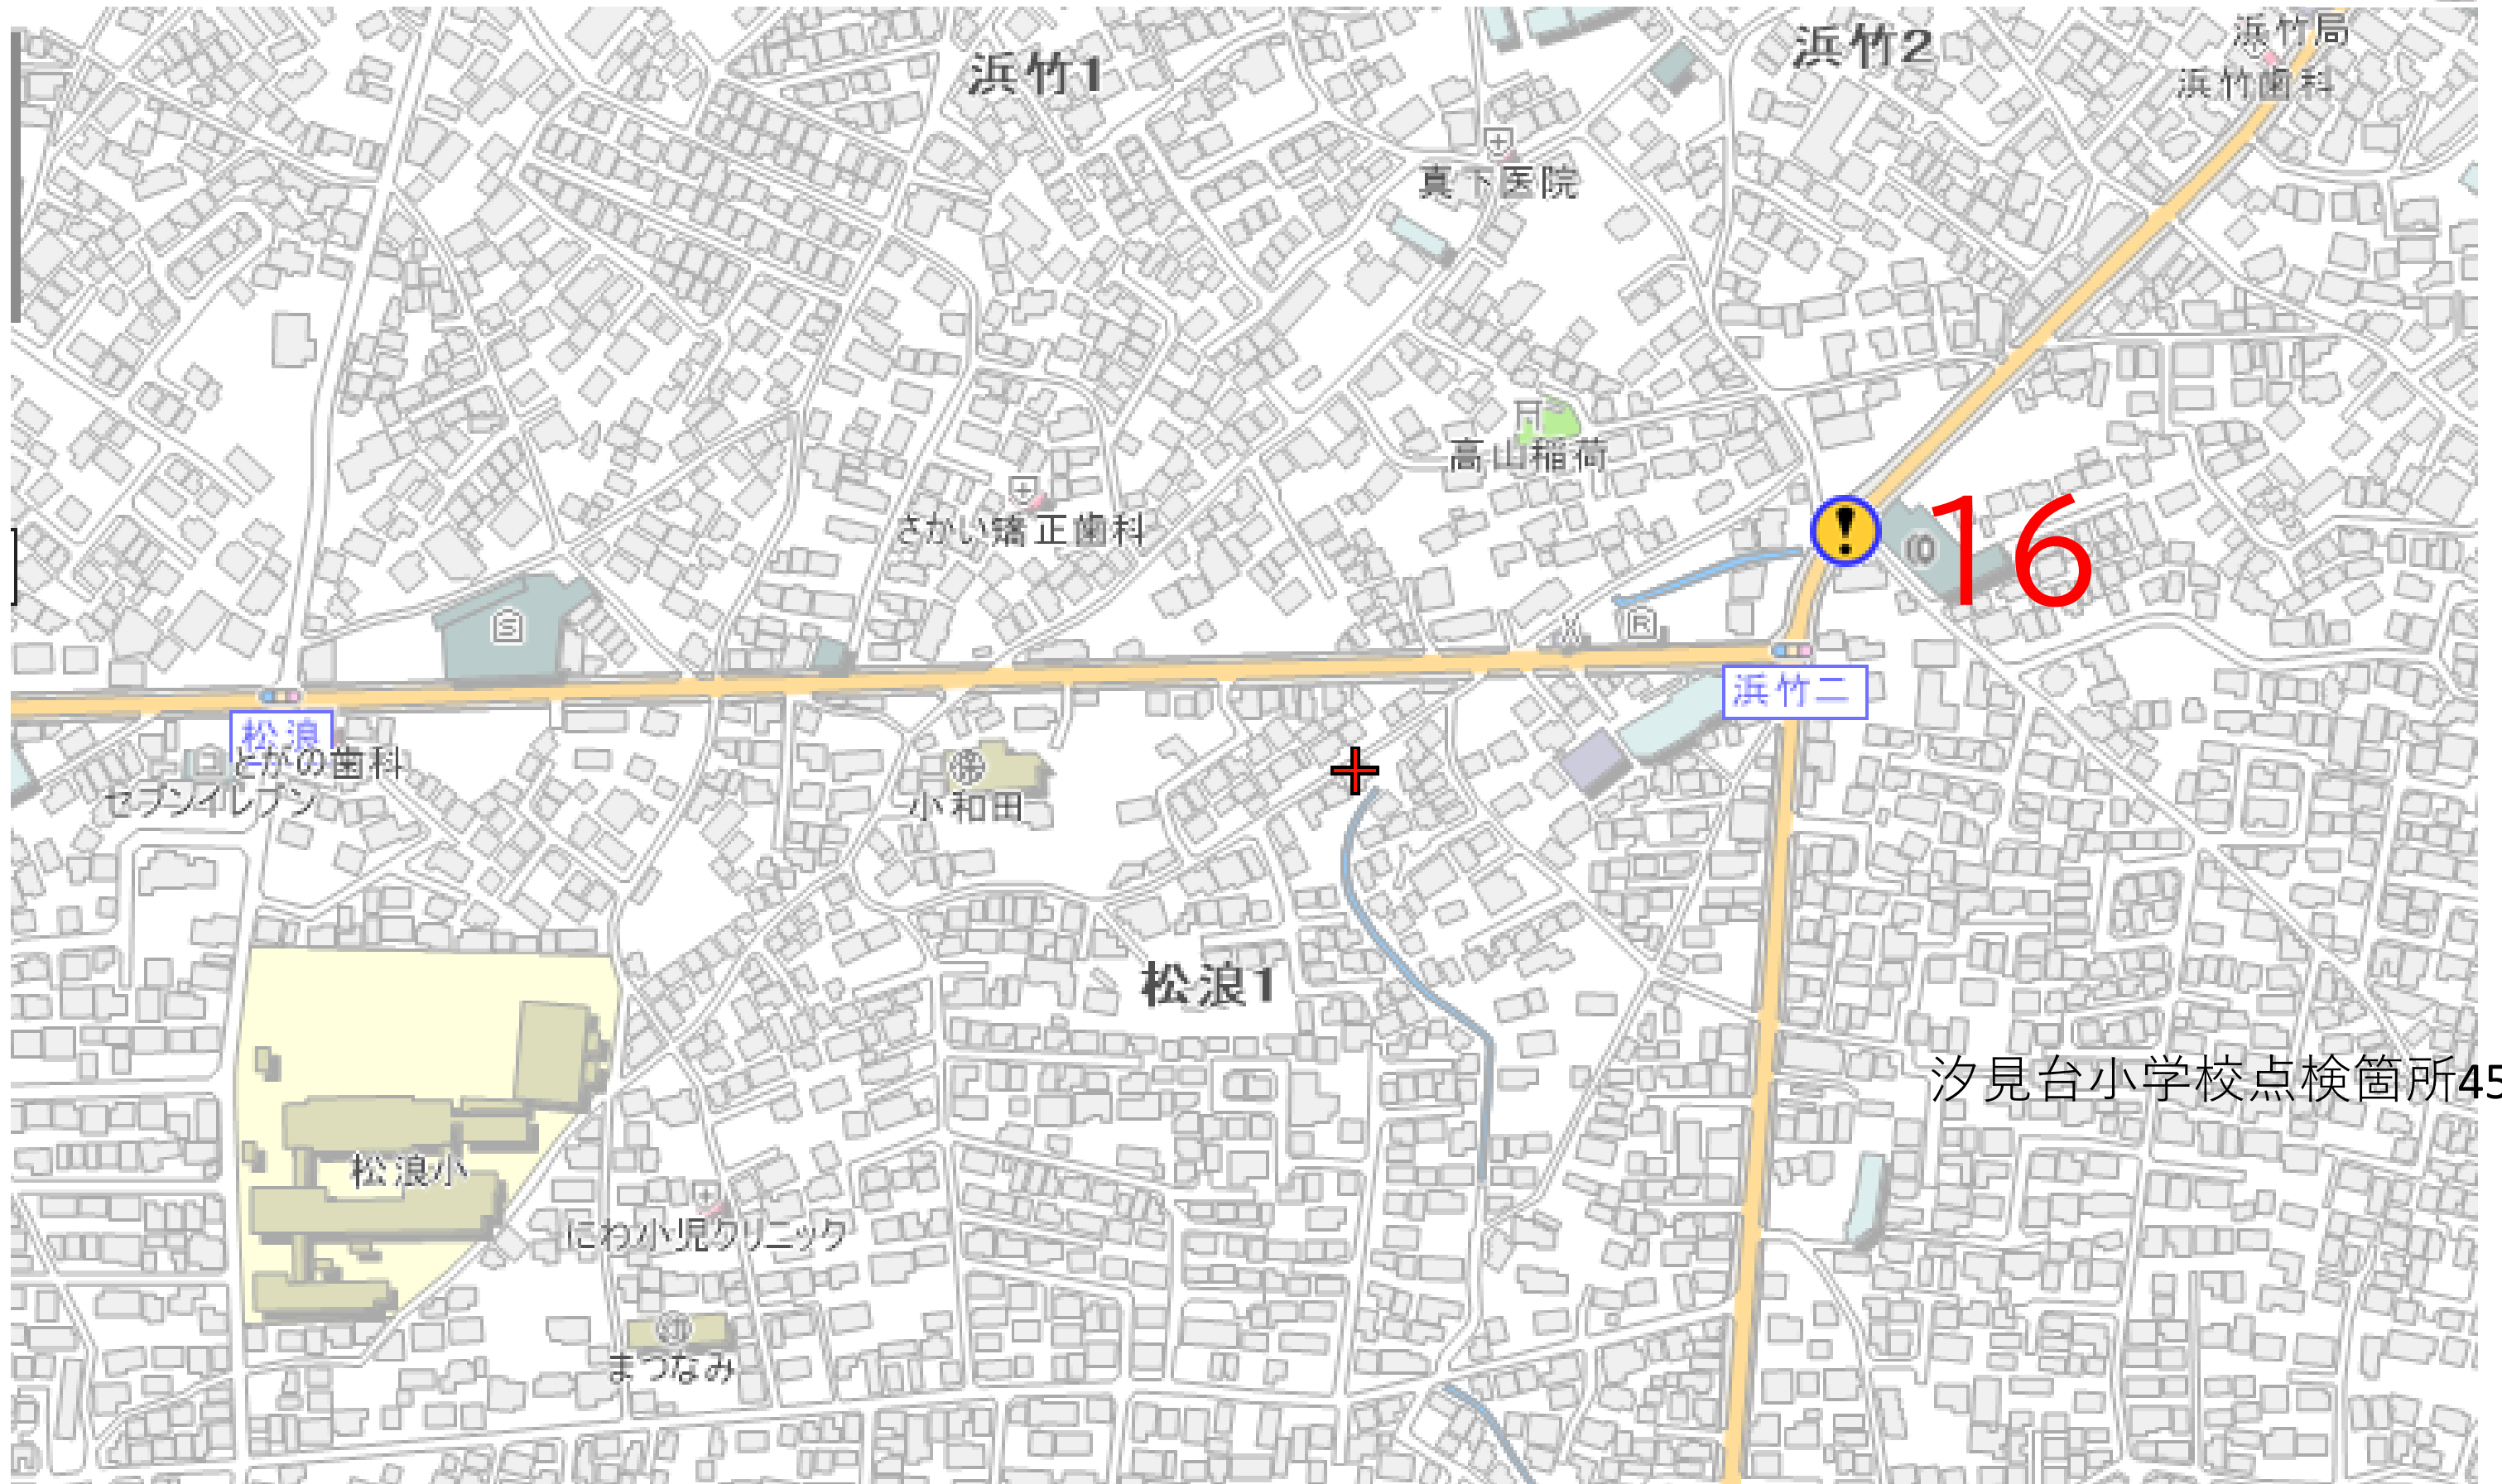 浜竹局
浜竹1
浜竹2
浜竹歯科
真下医院
高山稲荷
さかい矯正歯科
!
16
S
R
浜竹二
松浪
とがの歯科
セブンイレブン
小和田
松浪1
汐見台小学校点検箇所45
松浪小
にわ小児クリニック
まつなみ